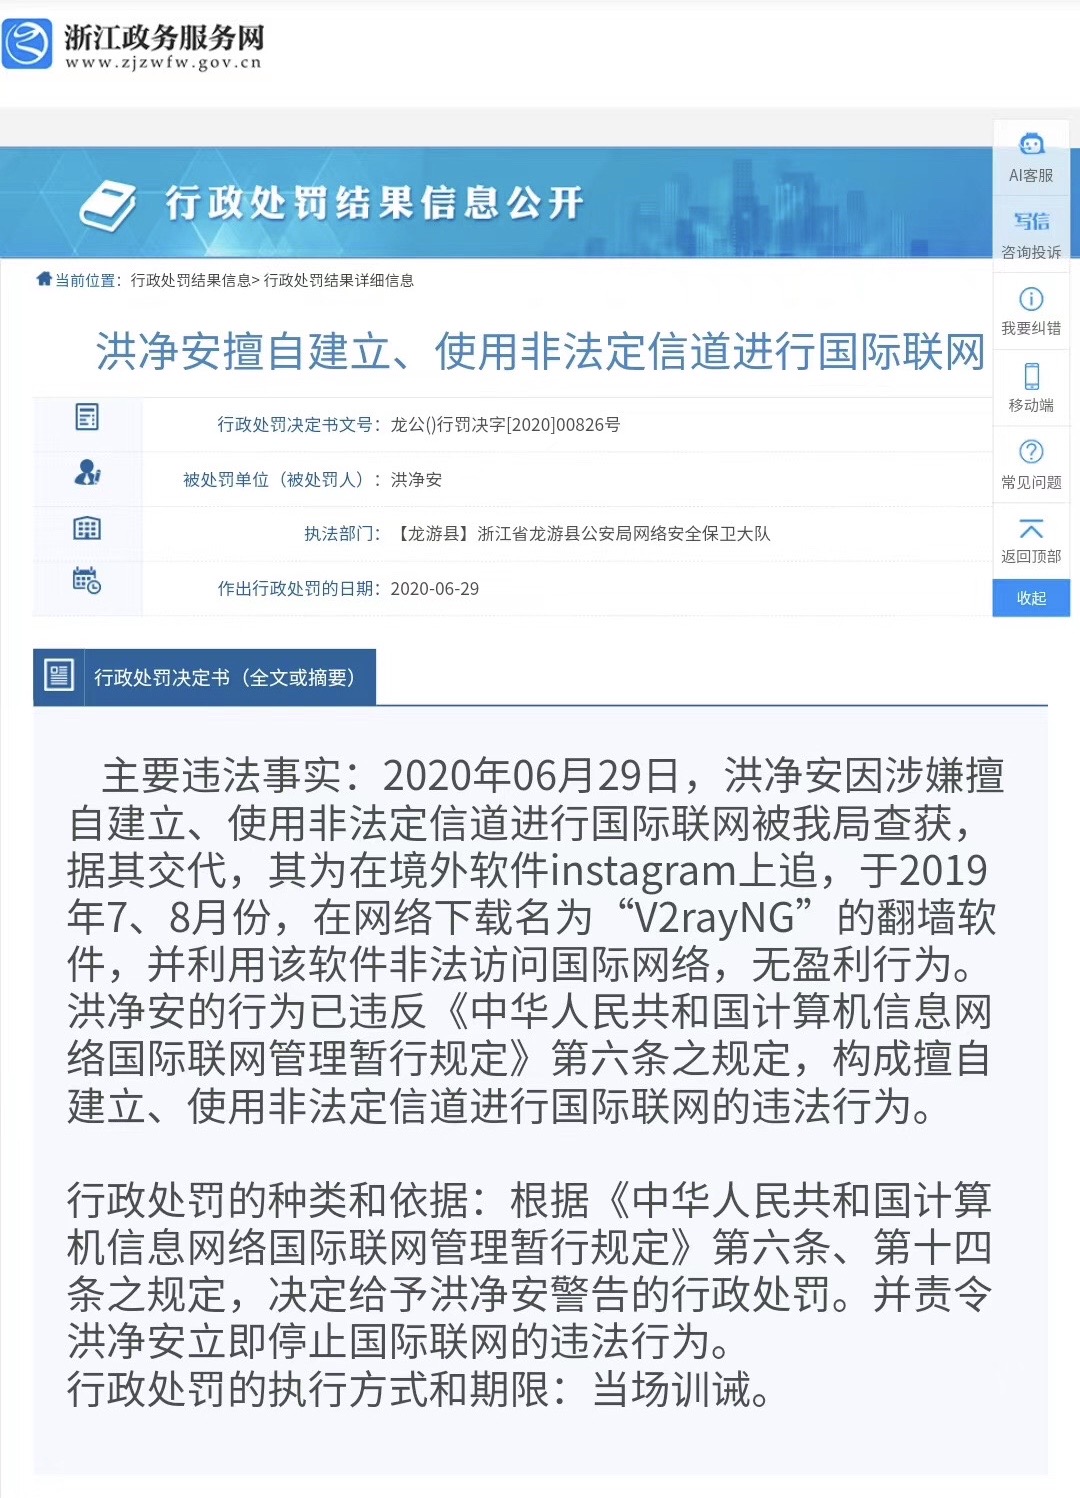 浙江政务服务网
www.zjzwfw.gov.cn
行政处罚结果信息公开
AI客服
写信
咨询投诉
我要纠错
移动端
常见问题
返回顶部
收起
当前位置：行政处罚结果信息> 行政处罚结果详细信息
洪净安擅自建立、使用非法定信道进行国际联网
行政处罚决定书文号：龙公()行罚决字[2020]00826号
被处罚单位（被处罚人）：洪净安
执法部门：【龙游县】浙江省龙游县公安局网络安全保卫大队
作出行政处罚的日期：2020-06-29
行政处罚决定书（全文或摘要）
主要违法事实：2020年06月29日，洪净安因涉嫌擅
自建立、使用非法定信道进行国际联网被我局查获，
据其交代，其为在境外软件instagram上追，于2019
年7、8月份，在网络下载名为“V2rayNG”的翻墙软
件，并利用该软件非法访问国际网络，无盈利行为。
洪净安的行为已违反《中华人民共和国计算机信息网
络国际联网管理暂行规定》第六条之规定，构成擅自
建立、使用非法定信道进行国际联网的违法行为。
行政处罚的种类和依据：根据《中华人民共和国计算
机信息网络国际联网管理暂行规定》第六条、第十四
条之规定，决定给予洪净安警告的行政处罚。并责令
洪净安立即停止国际联网的违法行为。
行政处罚的执行方式和期限：当场训诫。